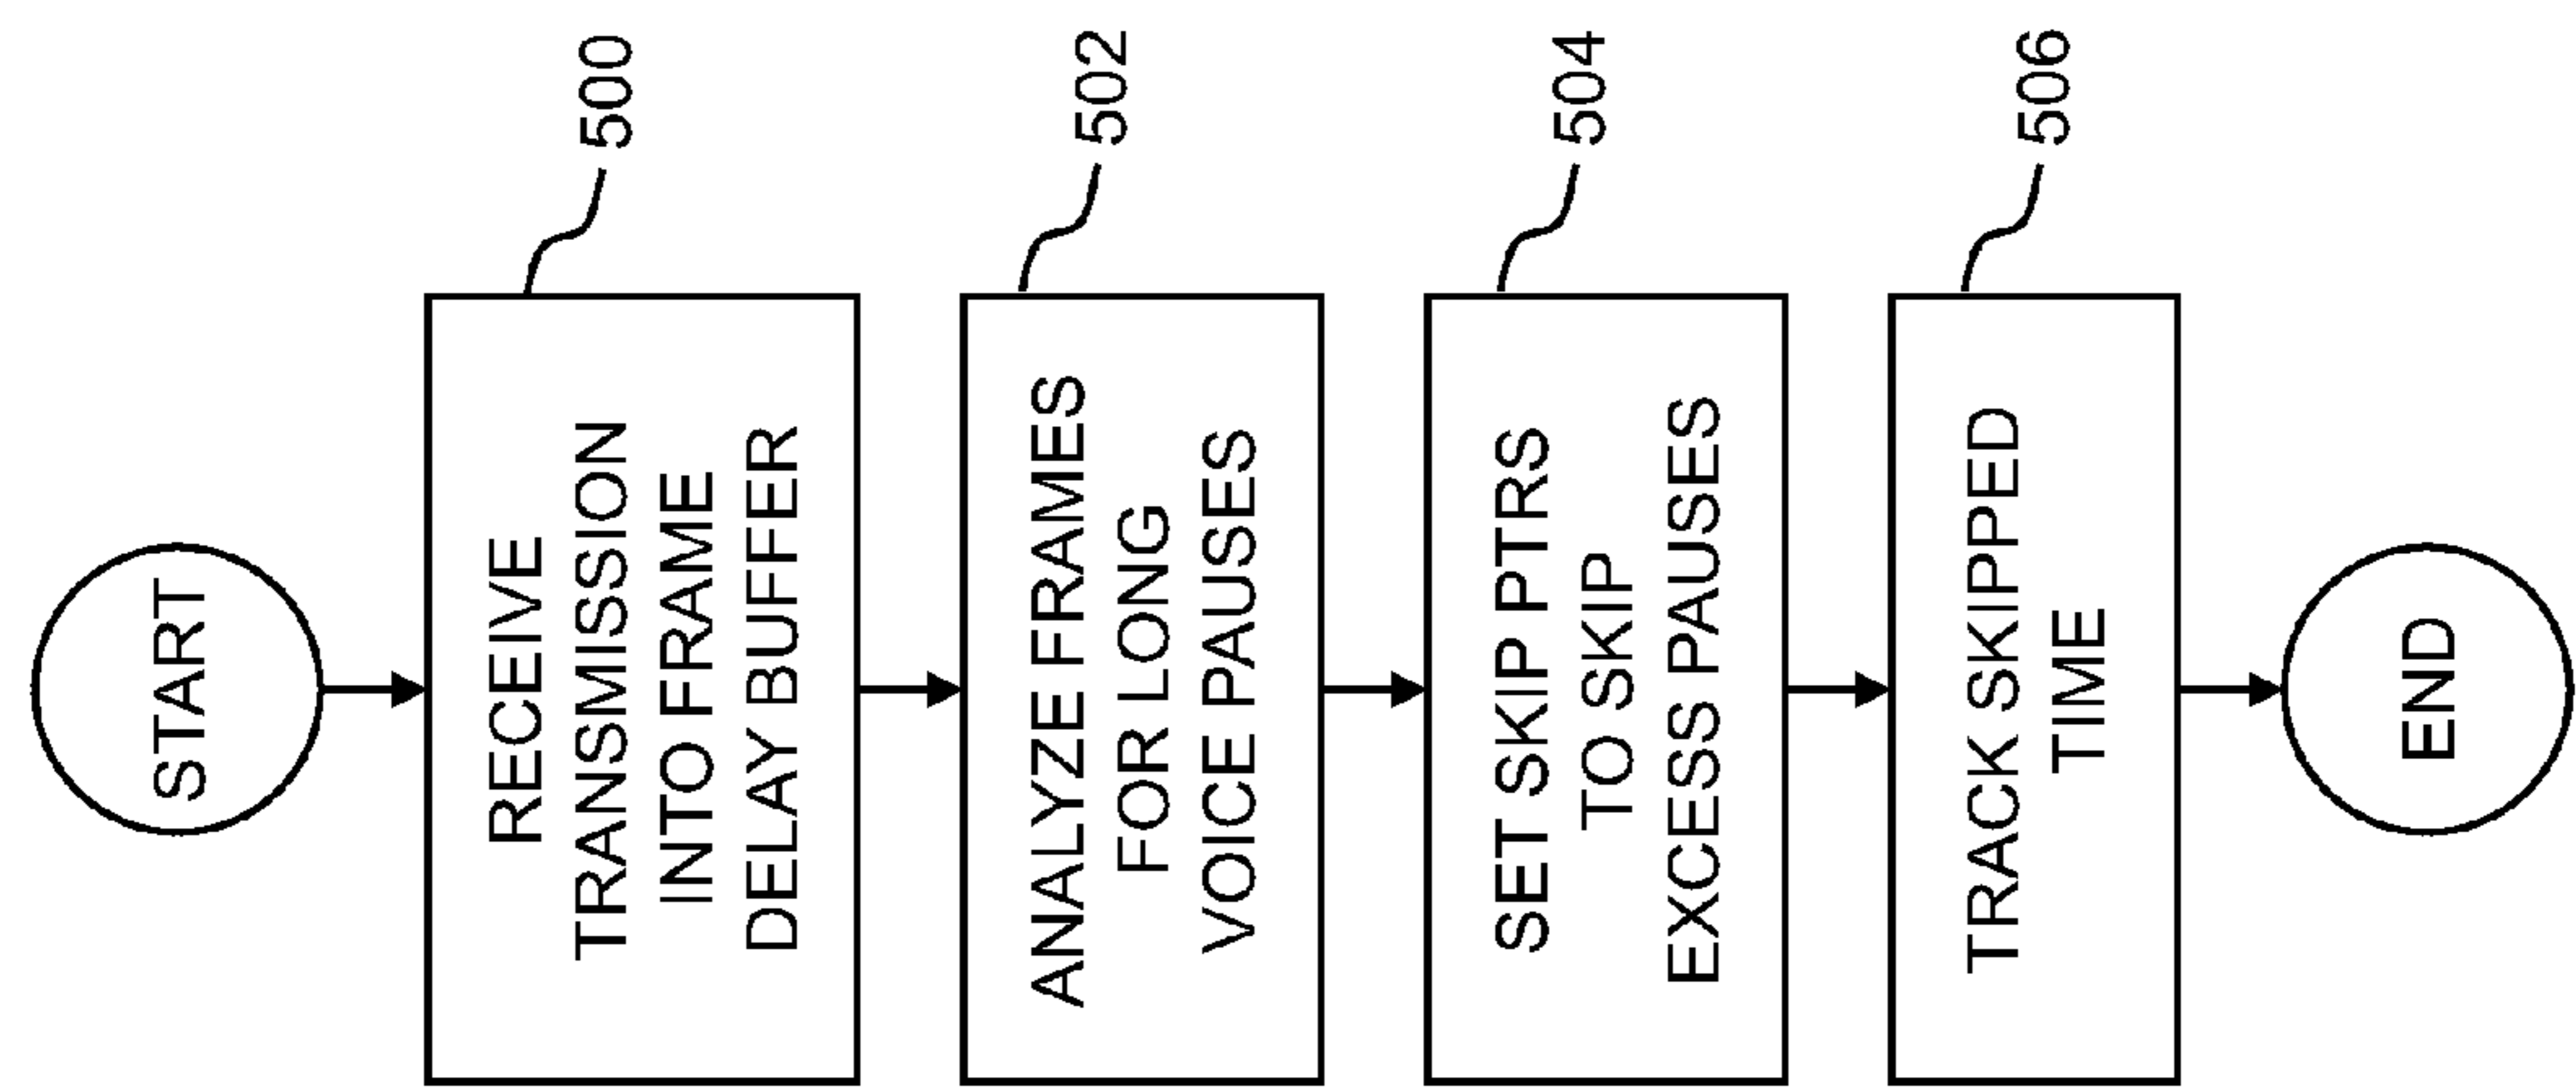 START
500
RECEIVE
TRANSMISSION
INTO FRAME
DELAY BUFFER
502
ANALYZE FRAMES
FOR LONG
VOICE PAUSES
504
SET SKIP PTRS
TO SKIP
EXCESS PAUSES
506
TRACK SKIPPED
TIME
END